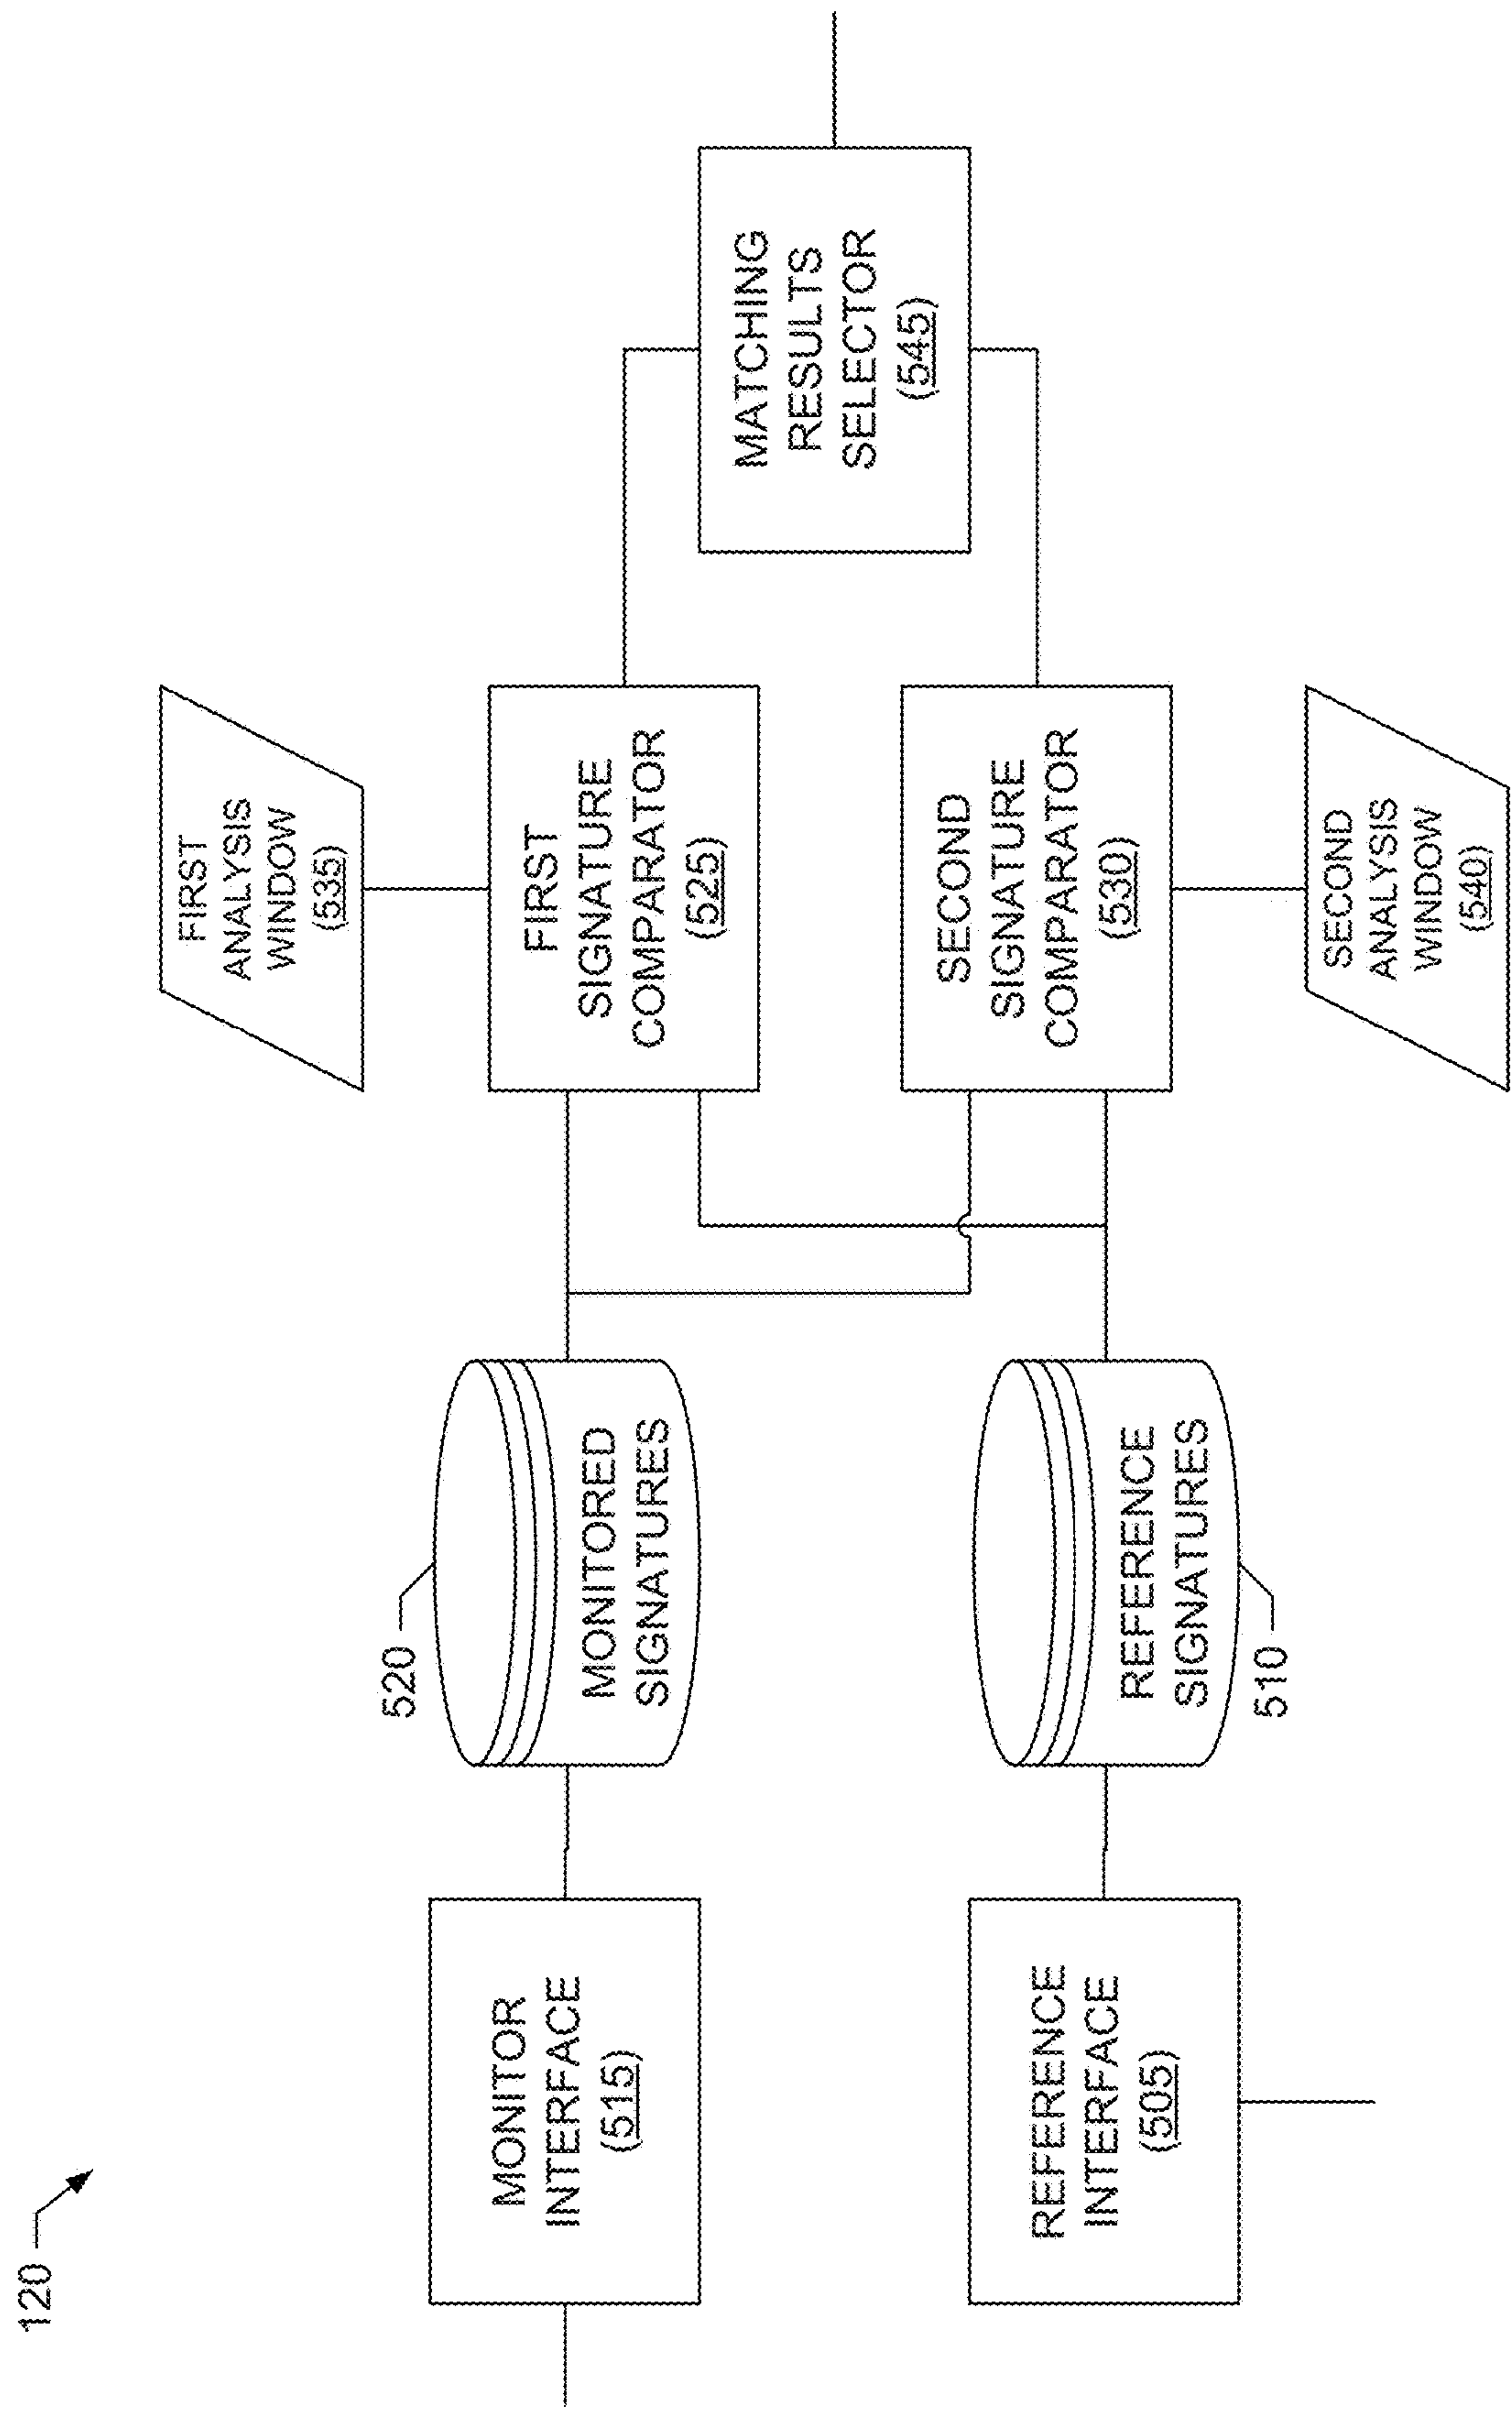 120
MONITOR
INTERFACE
(515)
520
MONITORED
SIGNATURES
FIRST
ANALYSIS
WINDOW
(535)
FIRST
SIGNATURE
COMPARATOR
(525)
MATCHING
RESULTS
SELECTOR
(545)
REFERENCE
INTERFACE
(505)
REFERENCE
SIGNATURES
510
SECOND
SIGNATURE
COMPARATOR
(530)
SECOND
ANALYSIS
WINDOW
(540)